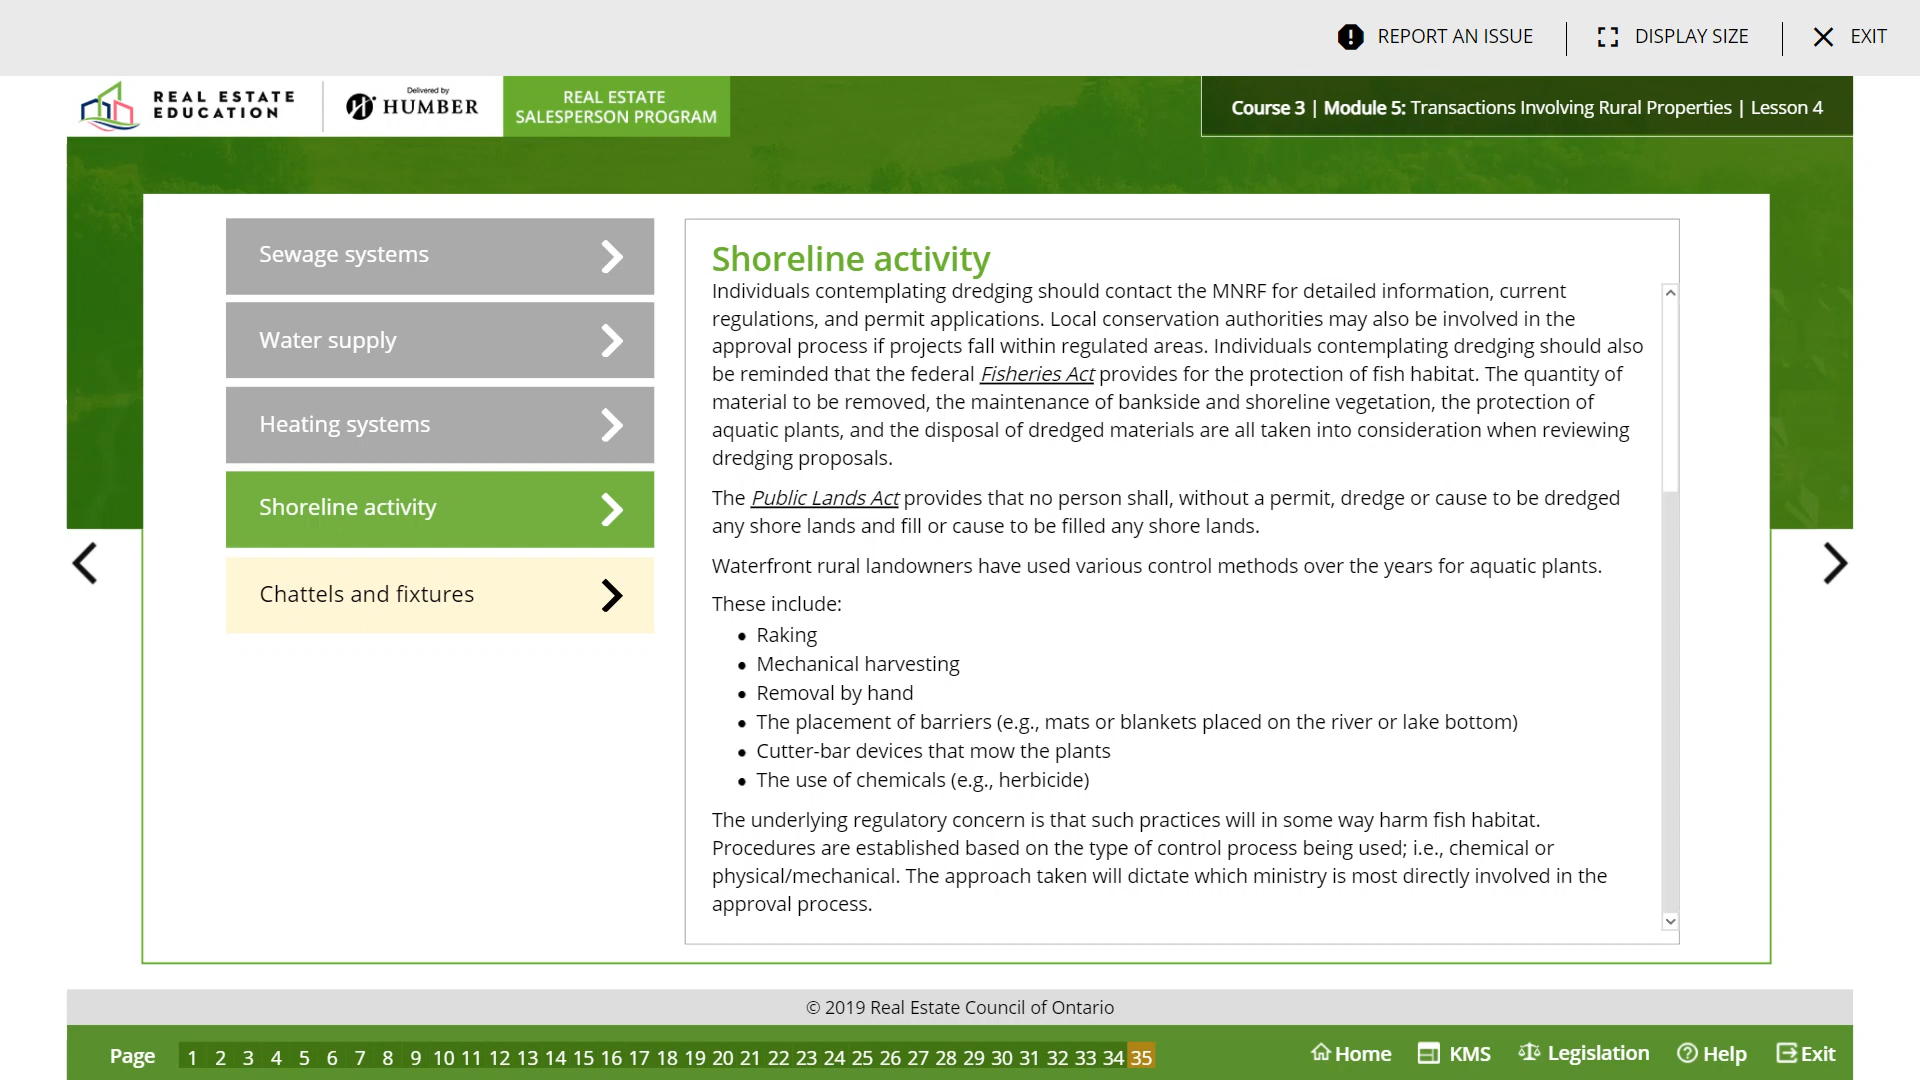 REPORT AN ISSUE
DISPLAY SIZE
EXIT
REAL ESTATE
EDUCATION
Delivered by
HUMBER
REAL ESTATE
SALESPERSON PROGRAM
Course 3 | Module 5: Transactions Involving Rural Properties | Lesson 4
Sewage systems
Water supply
Heating systems
Shoreline activity
Chattels and fixtures
Shoreline activity
Individuals contemplating dredging should contact the MNRF for detailed information, current
regulations, and permit applications. Local conservation authorities may also be involved in the
approval process if projects fall within regulated areas. Individuals contemplating dredging should also
be reminded that the federal Fisheries Act provides for the protection of fish habitat. The quantity of
material to be removed, the maintenance of bankside and shoreline vegetation, the protection of
aquatic plants, and the disposal of dredged materials are all taken into consideration when reviewing
dredging proposals.
The Public Lands Act provides that no person shall, without a permit, dredge or cause to be dredged
any shore lands and fill or cause to be filled any shore lands.
Waterfront rural landowners have used various control methods over the years for aquatic plants.
These include:
• Raking
• Mechanical harvesting
• Removal by hand
• The placement of barriers (e.g., mats or blankets placed on the river or lake bottom)
• Cutter-bar devices that mow the plants
• The use of chemicals (e.g., herbicide)
The underlying regulatory concern is that such practices will in some way harm fish habitat.
Procedures are established based on the type of control process being used; i.e., chemical or
physical/mechanical. The approach taken will dictate which ministry is most directly involved in the
approval process.
© 2019 Real Estate Council of Ontario
Page 1 2 3 4 5 6 7 8 9 10 11 12 13 14 15 16 17 18 19 20 21 22 23 24 25 26 27 28 29 30 31 32 33 34 35
Home KMS Legislation Help Exit